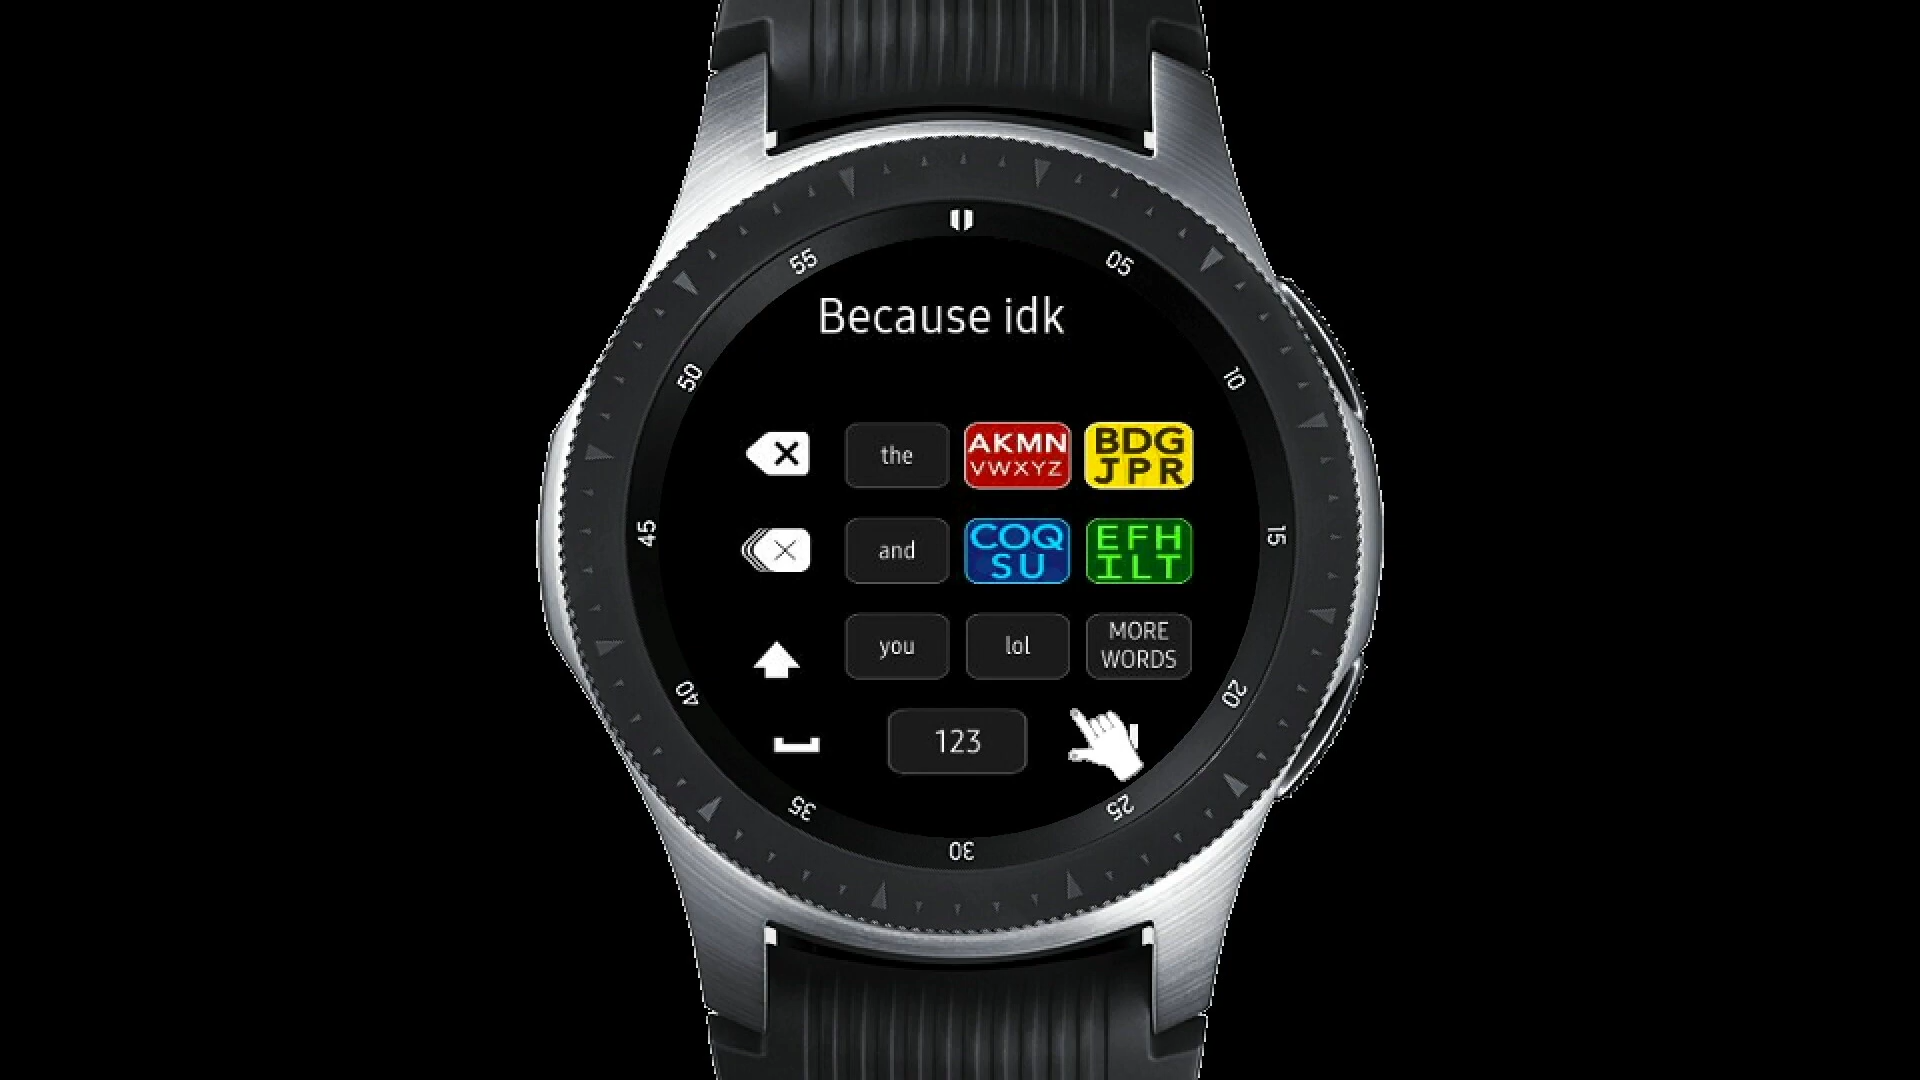 55
05
Because idk
50
10
the
AKMN
VWXYZ
BDG
JPR
45
and
COQ
SU
EFH
ILT
15
you
lol
MORE
WORDS
40
20
123
35
25
30